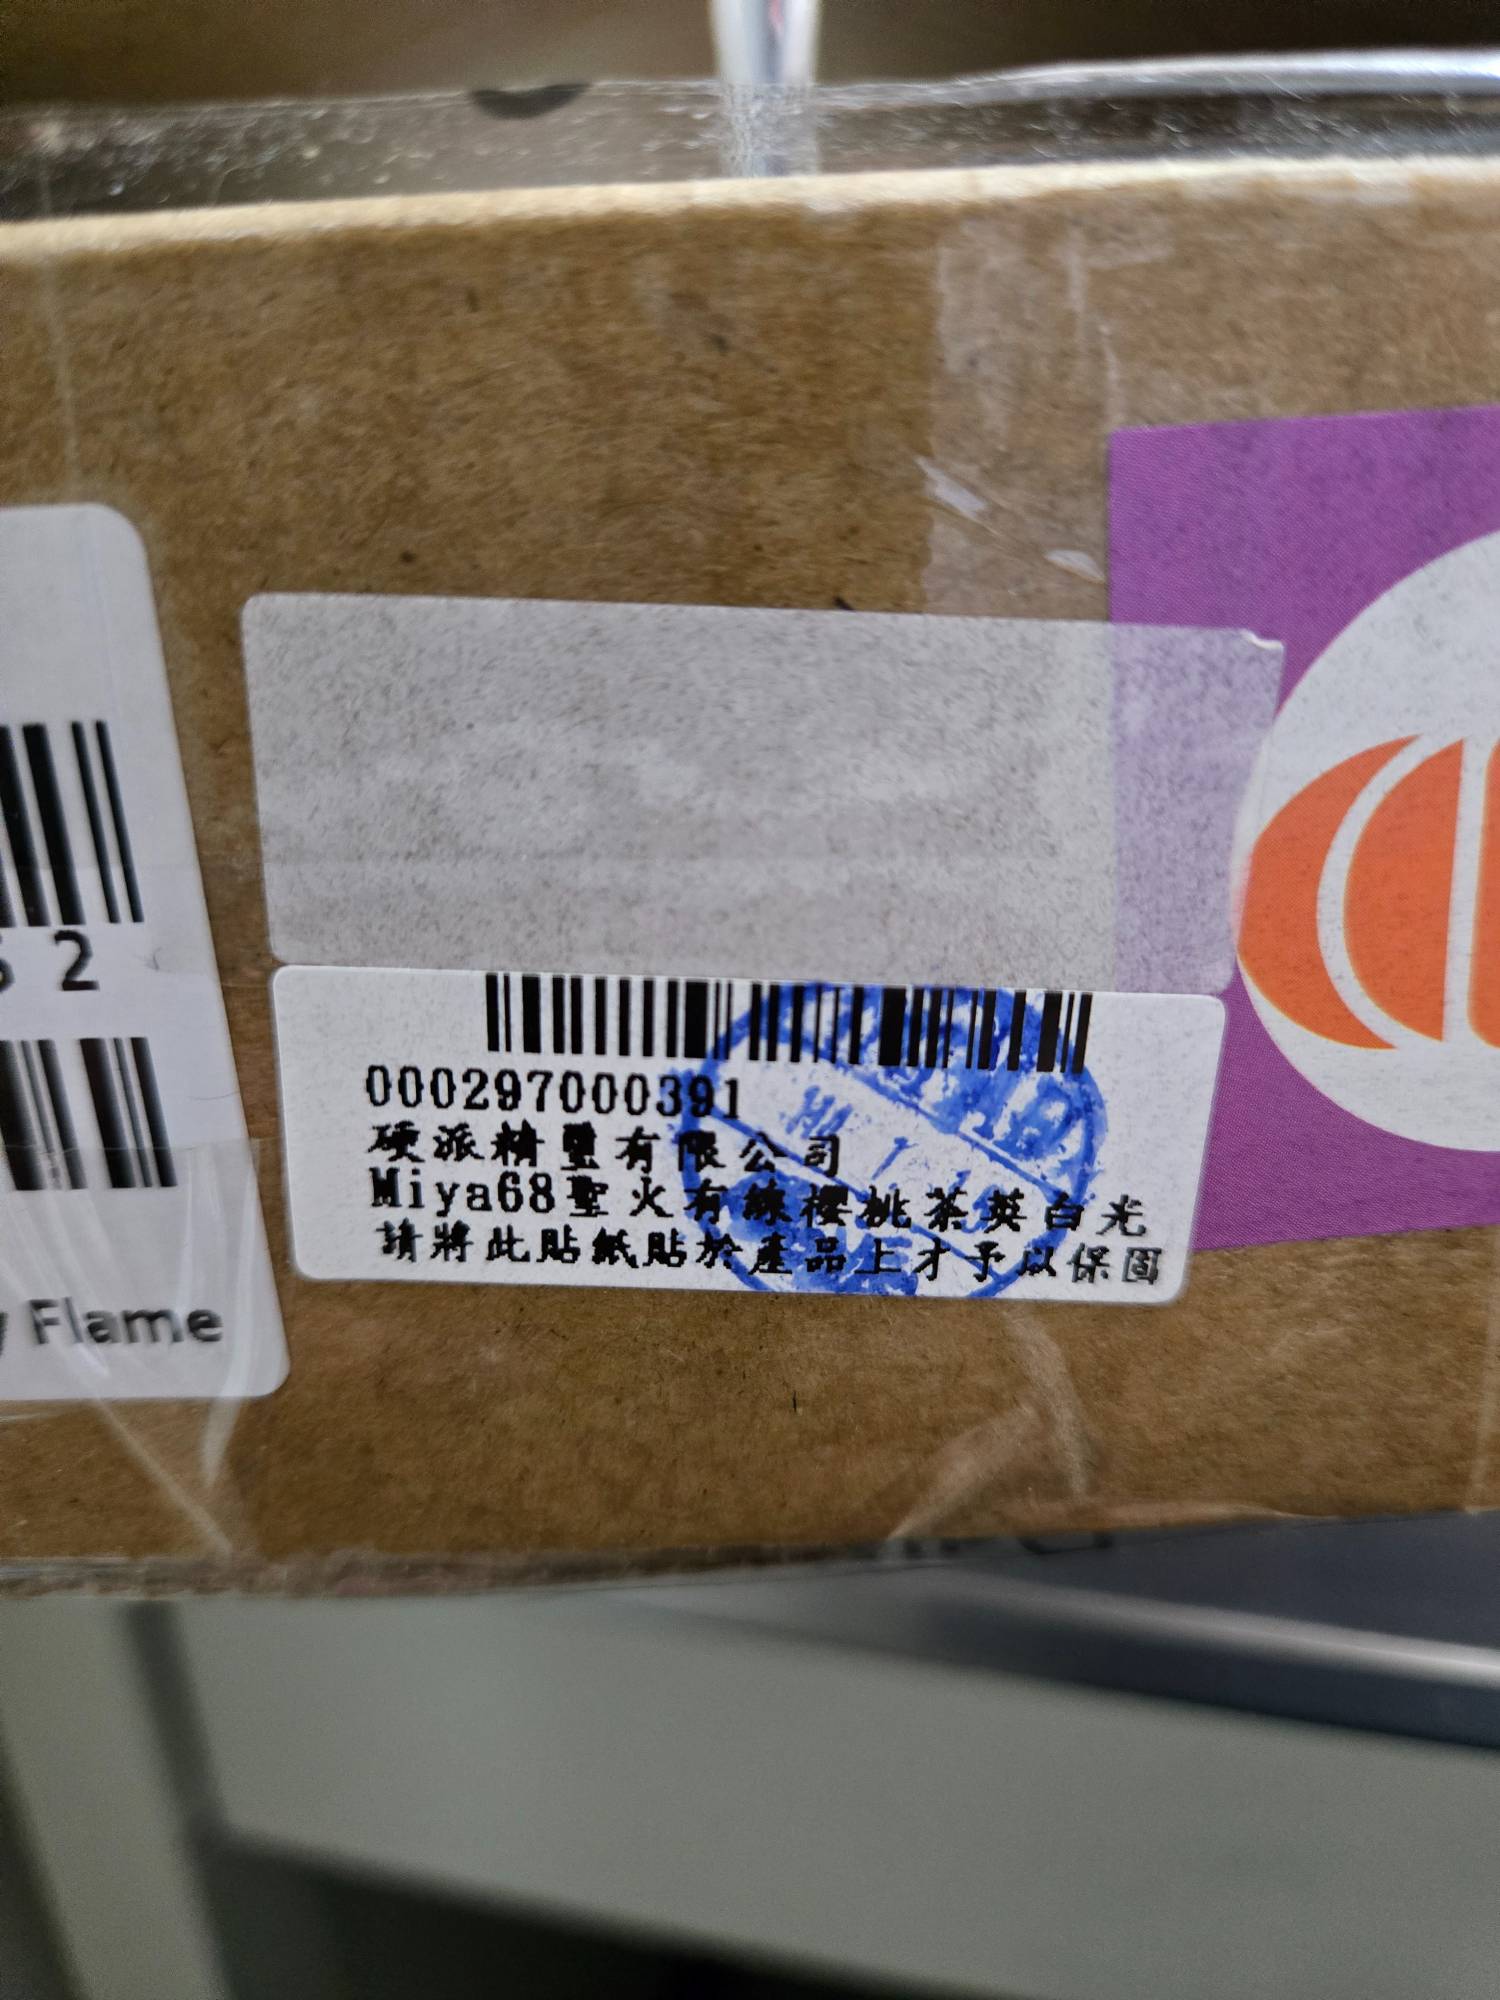 5 2
Flame
000297000391
硬派精璽有限公司
Miya68聖火有線櫻桃茶英白光
請將此貼紙貼於產品上才予以保固